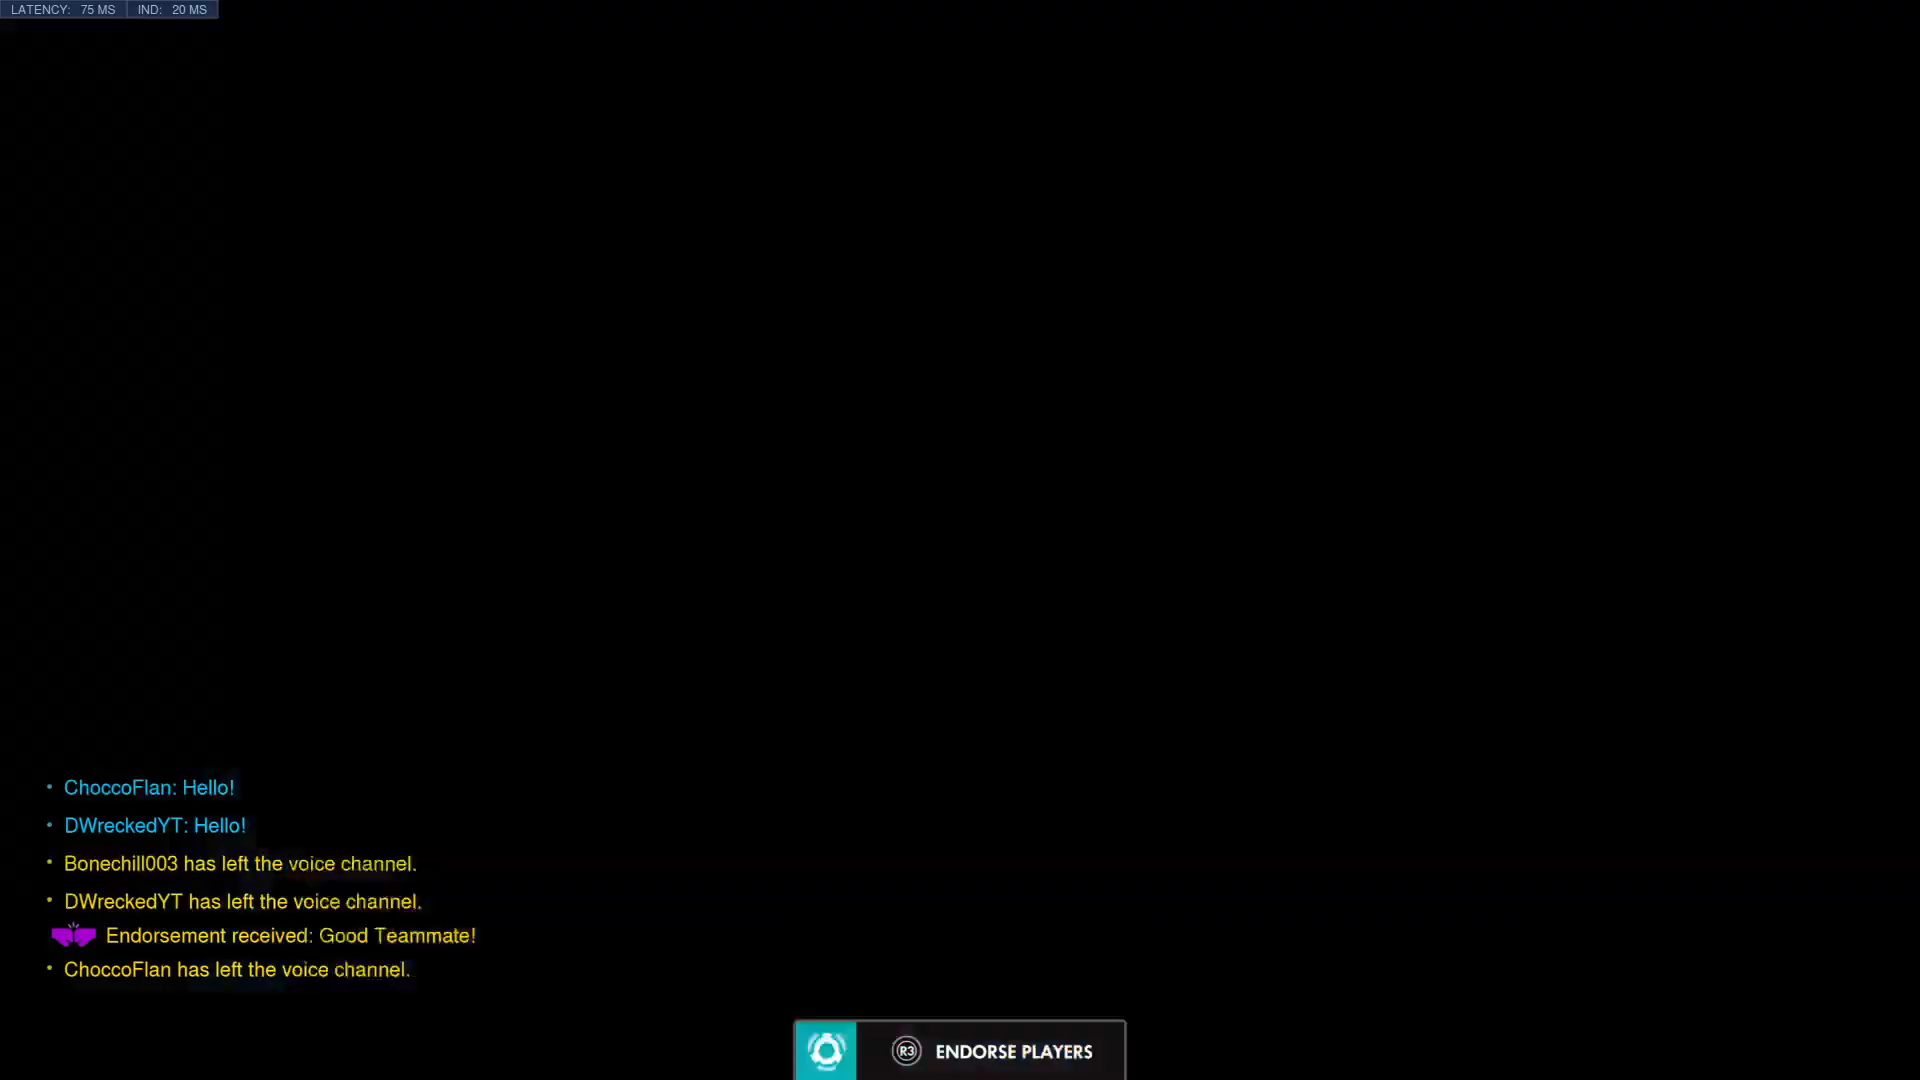 LATENCY: 75 MS IND: 20 MS
• ChoccoFlan: Hello!
• DWreckedYT: Hello!
• Bonechill003 has left the voice channel.
• DWreckedYT has left the voice channel.
Endorsement received: Good Teammate!
• ChoccoFlan has left the voice channel.
R3 ENDORSE PLAYERS